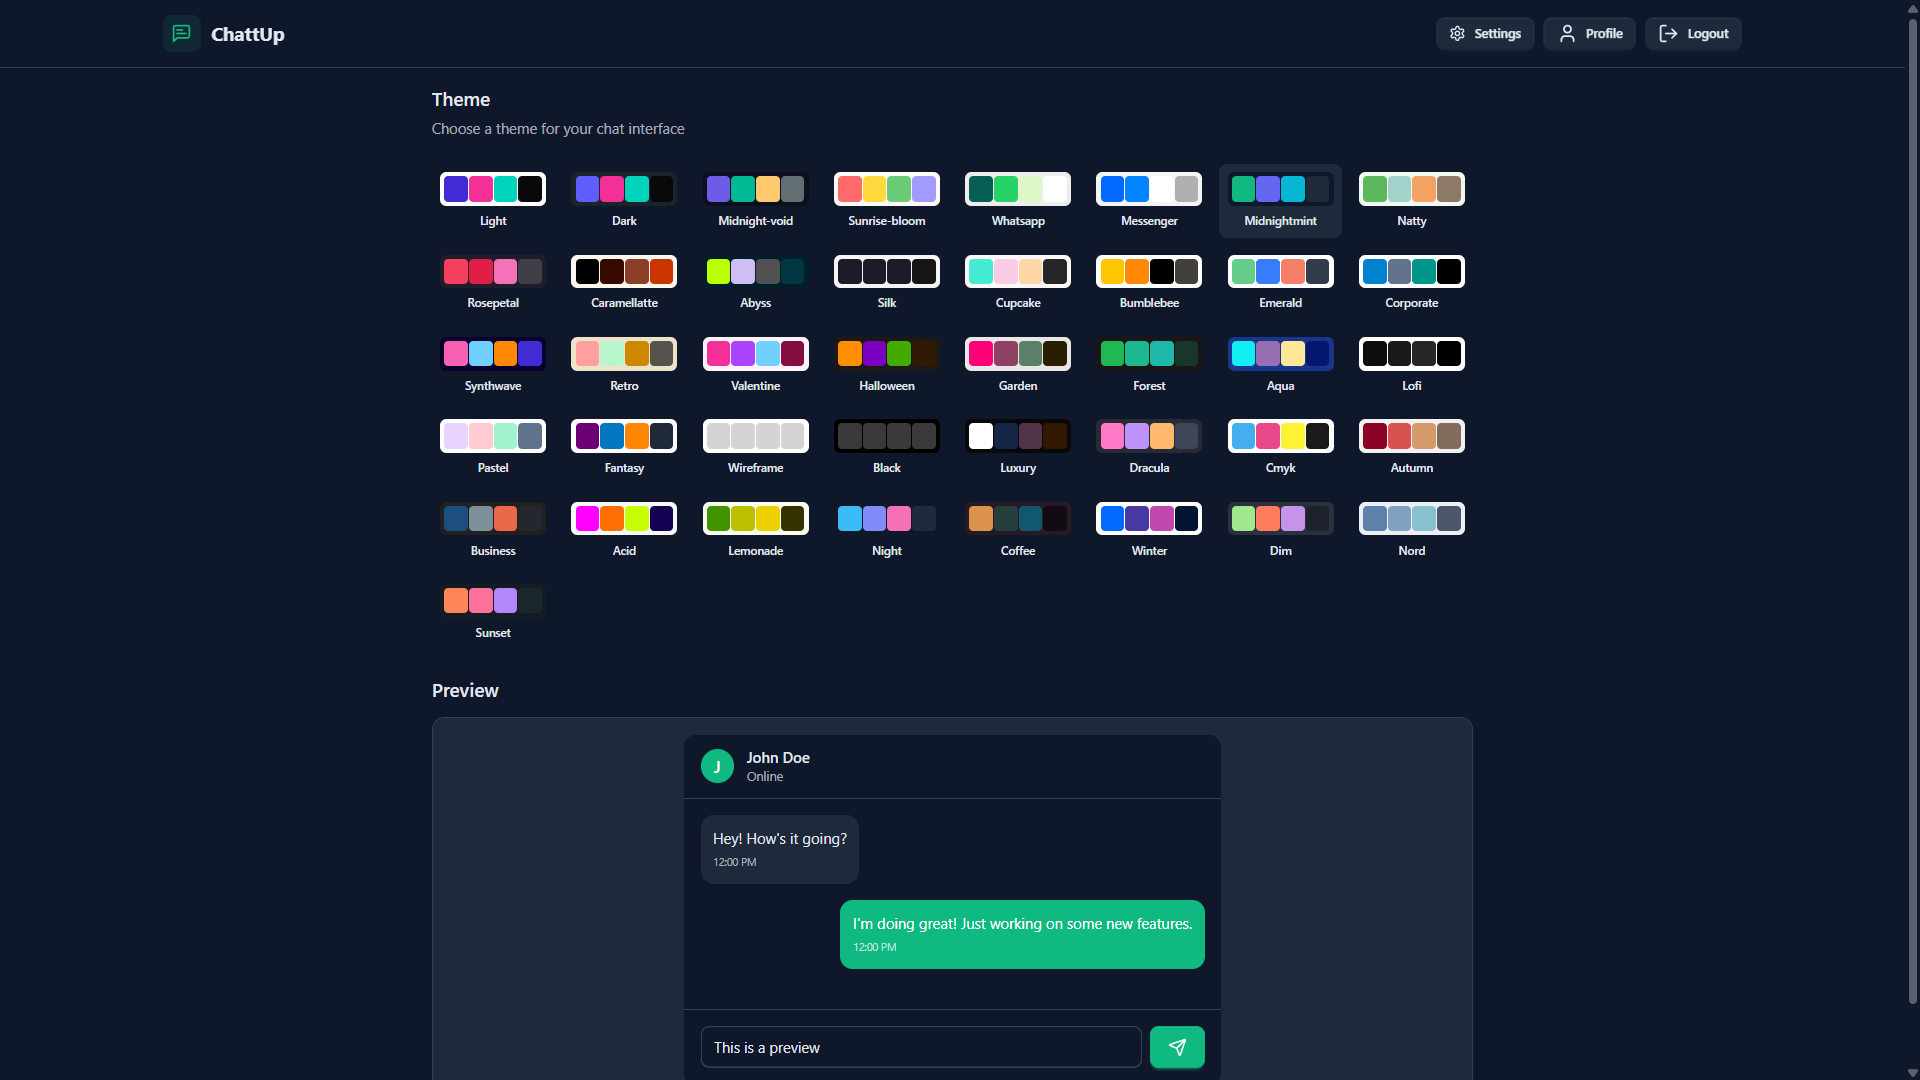 ChattUp
Settings
Profile
Logout
Theme
Choose a theme for your chat interface
Light
Dark
Midnight-void
Sunrise-bloom
Whatsapp
Messenger
Midnightmint
Natty
Rosepetal
Caramellatte
Abyss
Silk
Cupcake
Bumblebee
Emerald
Corporate
Synthwave
Retro
Valentine
Halloween
Garden
Forest
Aqua
Lofi
Pastel
Fantasy
Wireframe
Black
Luxury
Dracula
Cmyk
Autumn
Business
Acid
Lemonade
Night
Coffee
Winter
Dim
Nord
Sunset
Preview
J
John Doe
Online
Hey! How's it going?
12:00 PM
I'm doing great! Just working on some new features.
12:00 PM
This is a preview